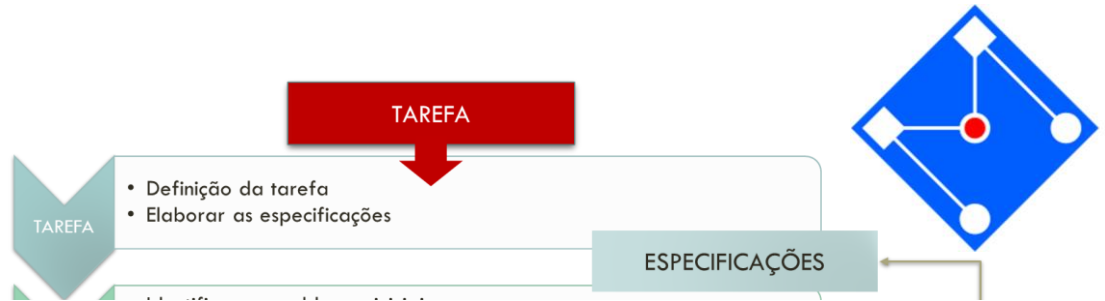 TAREFA
• Definição da tarefa
• Elaborar as especificações
TAREFA
ESPECIFICAÇÕES